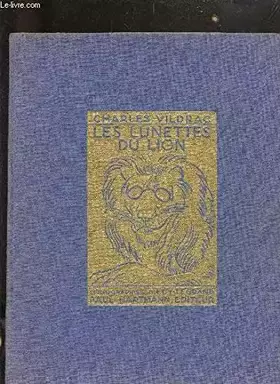 Le-livre.com
CHARLES VILDRAC
LES LUNETTES
DU LION
PAUL HARTMANN EDITEUR